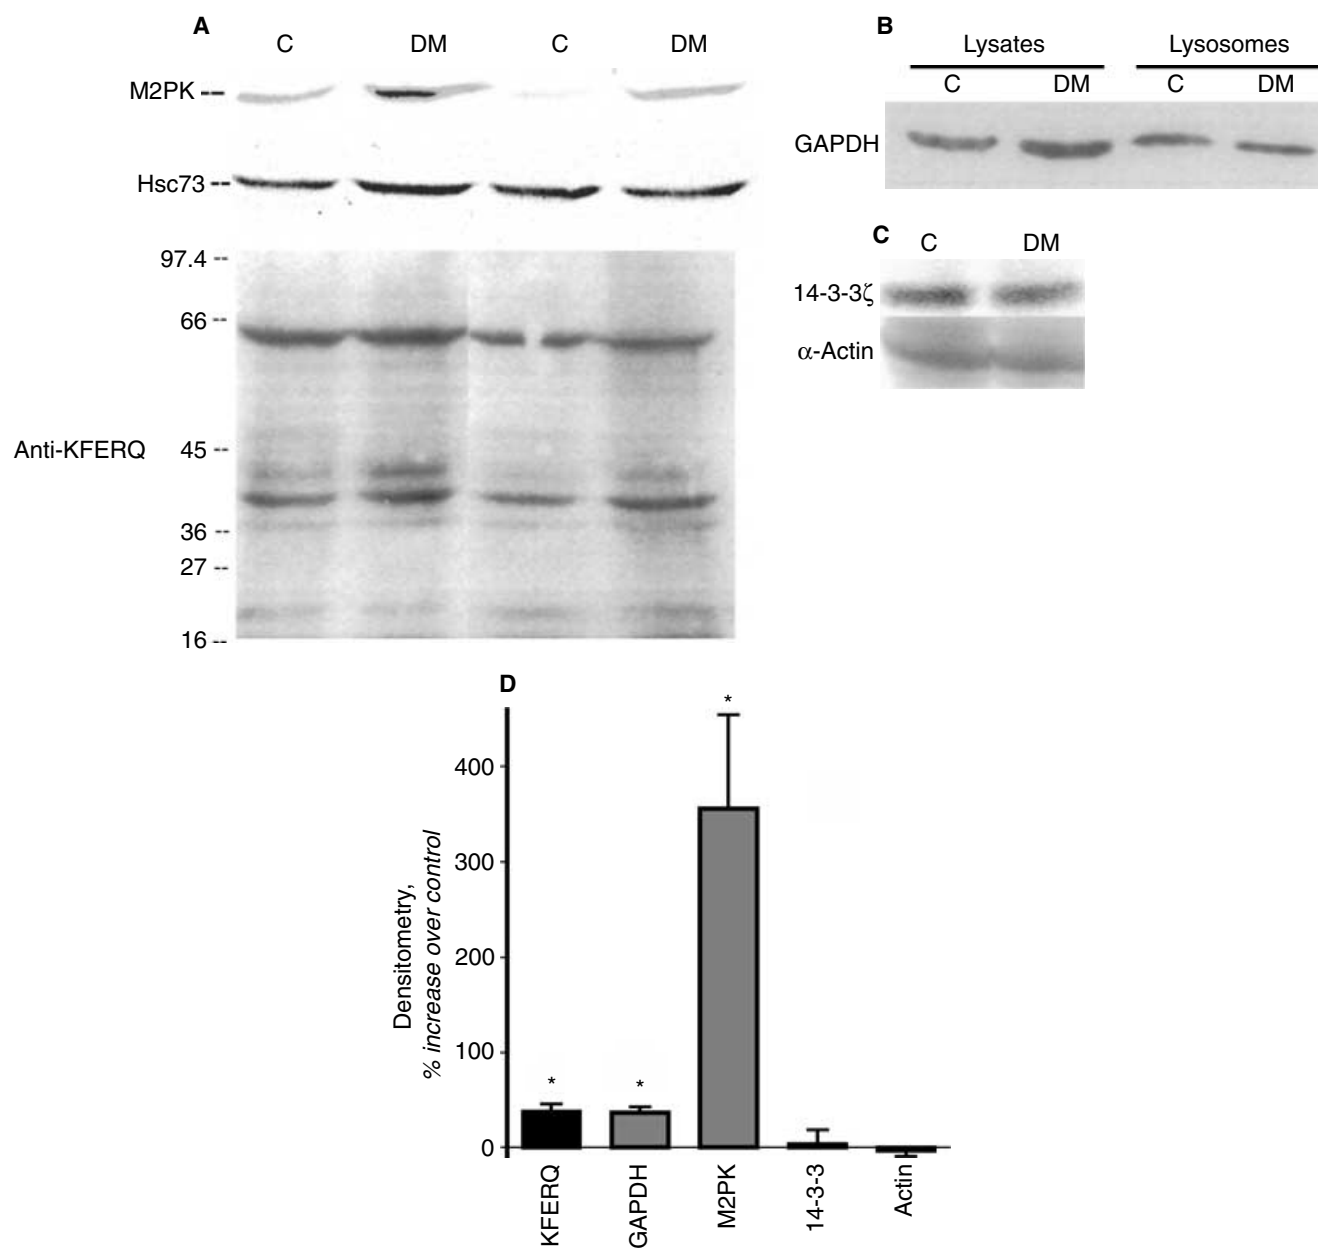 A
C DM C DM
M2PK --
Hsc73 --
97.4 --
66 --
Anti-KFERQ 45 --
36 --
27 --
16 --
B
Lysates Lysosomes
C DM C DM
GAPDH
C
C DM
14-3-3ζ
α-Actin
D
Densitometry,
% increase over control
400
300
200
100
0
* * *
KFERQ
GAPDH
M2PK
14-3-3
Actin